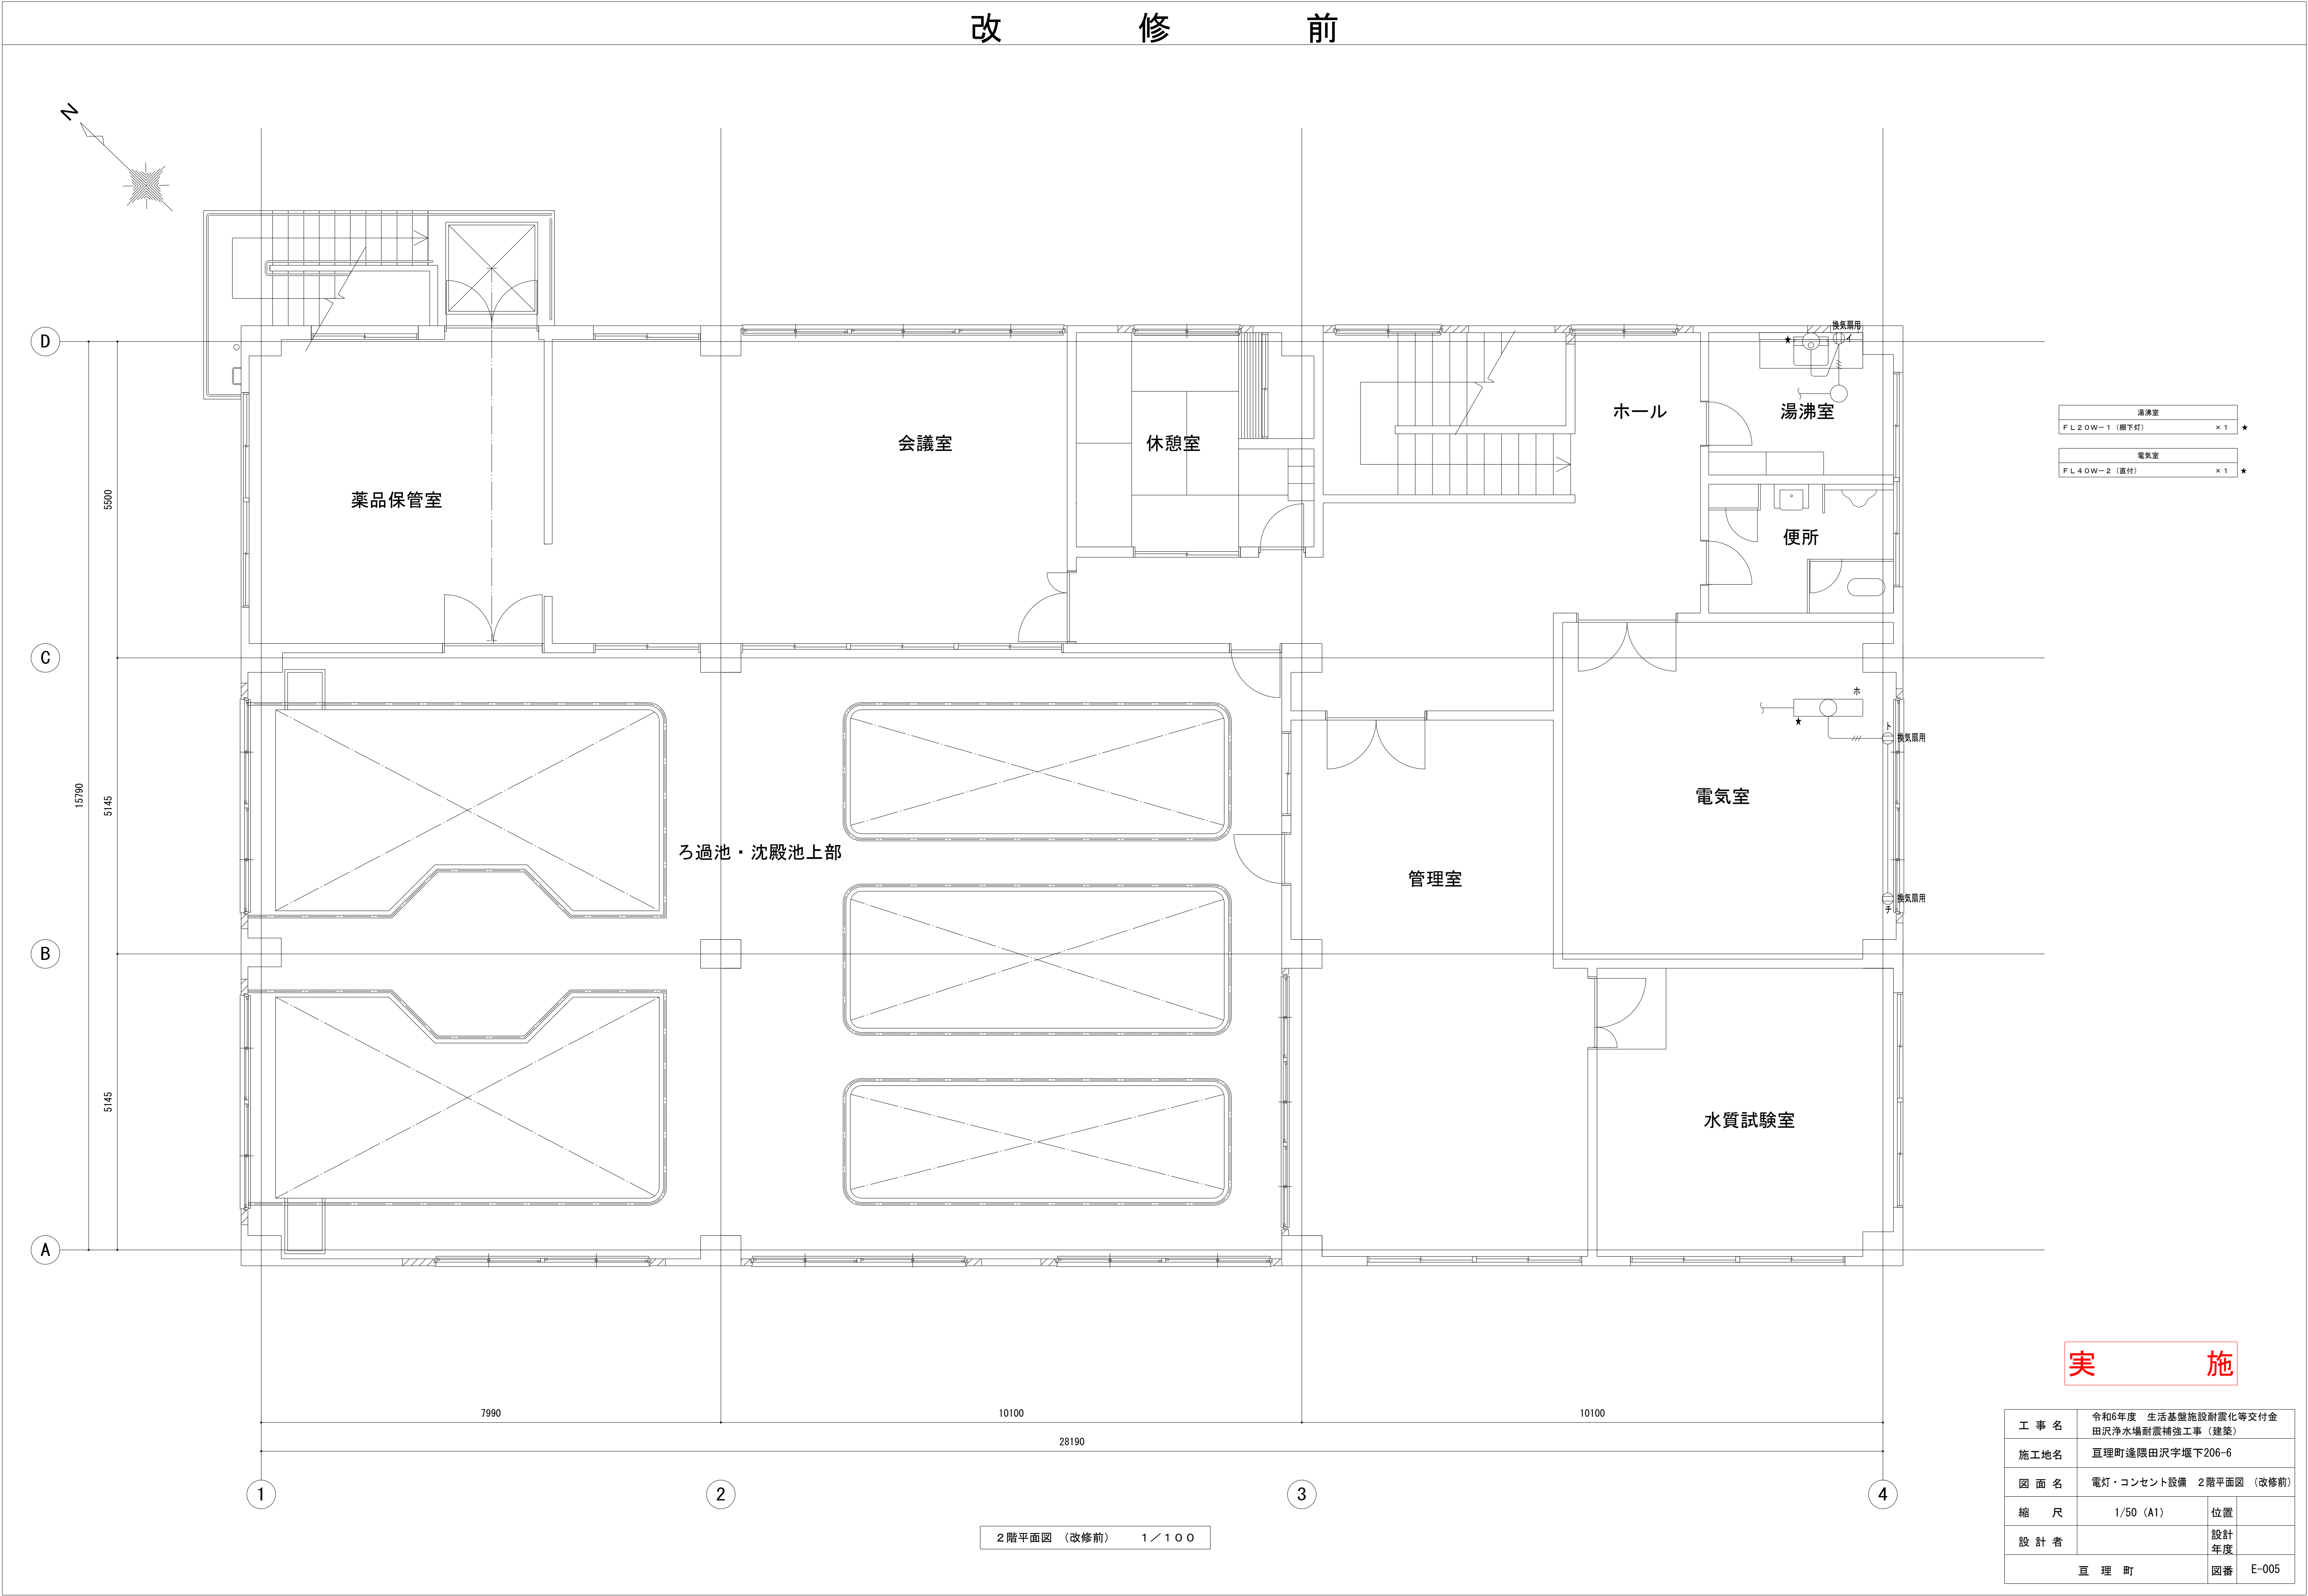 改修前
N
換気扇用
D
★
イ
ホール
湯沸室
湯沸室
FL20W-1（棚下灯） ×1 ★
会議室
休憩室
電気室
FL40W-2（直付） ×1 ★
5500
薬品保管室
便所
C
ホ
★
ト
換気扇用
15790
5145
電気室
ろ過池・沈殿池上部
管理室
換気扇用
チ
B
5145
水質試験室
A
実施
7990
10100
10100
28190
1
2
3
4
2階平面図 （改修前） 1／100
工事名
令和6年度 生活基盤施設耐震化等交付金
田沢浄水場耐震補強工事（建築）
施工地名
亘理町逢隈田沢字堰下206-6
図面名
電灯・コンセント設備 2階平面図 （改修前）
縮尺
1/50（A1）
位置
設計者
設計
年度
亘理町
図番
E-005